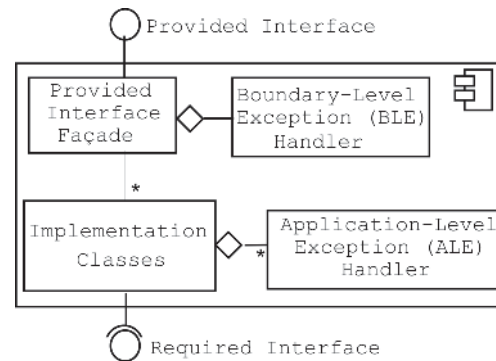 Provided Interface
Provided
Interface
Façade
Boundary-Level
Exception (BLE)
Handler
*
Implementation
Classes
*
Application-Level
Exception (ALE)
Handler
Required Interface